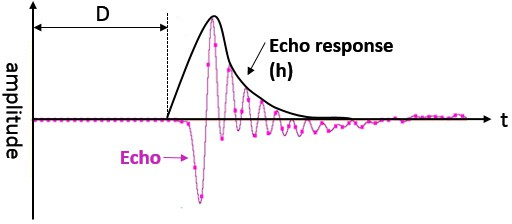 D
Echo response
(h)
amplitude
t
Echo